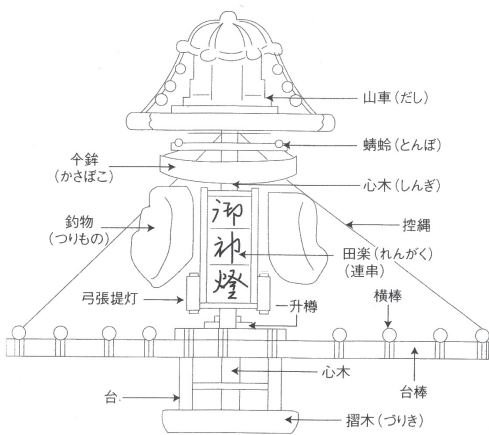 山車(だし)
蜻蛉(とんぼ)
傘鉾
(かさぼこ)
心木(しんぎ)
釣物
(つりもの)
控縄
御神燈
田楽(れんがく)
(連串)
弓張提灯
升樽
横棒
心木
台棒
台
摺木(づりき)